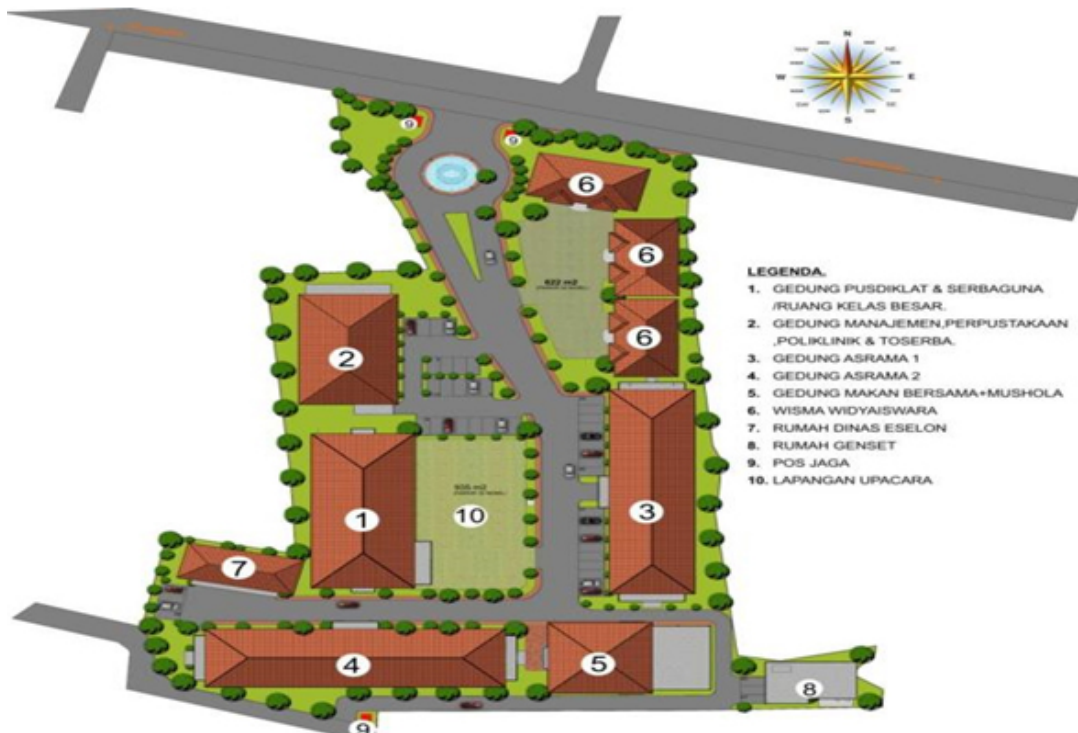 N
W
E
S
9
9
6
6
622 m2
6
2
10
1
3
7
4
5
8
9
LEGENDA.
1. GEDUNG PUSDIKLAT & SERBAGUNA
/RUANG KELAS BESAR.
2. GEDUNG MANAJEMEN,PERPUSTAKAAN
,POLIKLINIK & TOSERBA.
3. GEDUNG ASRAMA 1
4. GEDUNG ASRAMA 2
5. GEDUNG MAKAN BERSAMA+MUSHOLA
6. WISMA WIDYAISWARA
7. RUMAH DINAS ESELON
8. RUMAH GENSET
9. POS JAGA
10. LAPANGAN UPACARA